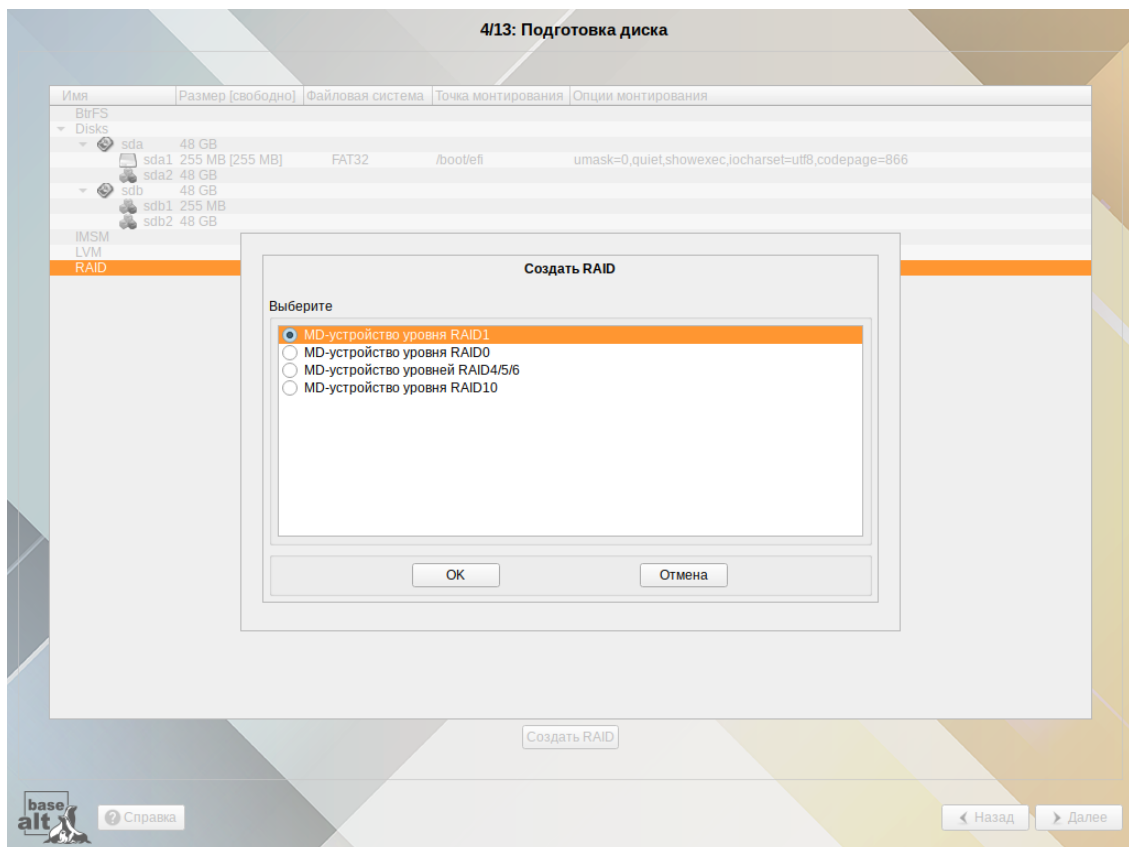 4/13: Подготовка диска
Имя Размер [свободно] Файловая система Точка монтирования Опции монтирования
BtrFS
Disks
sda 48 GB
sda1 255 MB [255 MB] FAT32 /boot/efi umask=0,quiet,showexec,iocharset=utf8,codepage=866
sda2 48 GB
sdb 48 GB
sdb1 255 MB
sdb2 48 GB
IMSM
LVM
RAID
Создать RAID
Выберите
MD-устройство уровня RAID1
MD-устройство уровня RAID0
MD-устройство уровней RAID4/5/6
MD-устройство уровня RAID10
OK Отмена
Создать RAID
base
alt
Справка Назад Далее